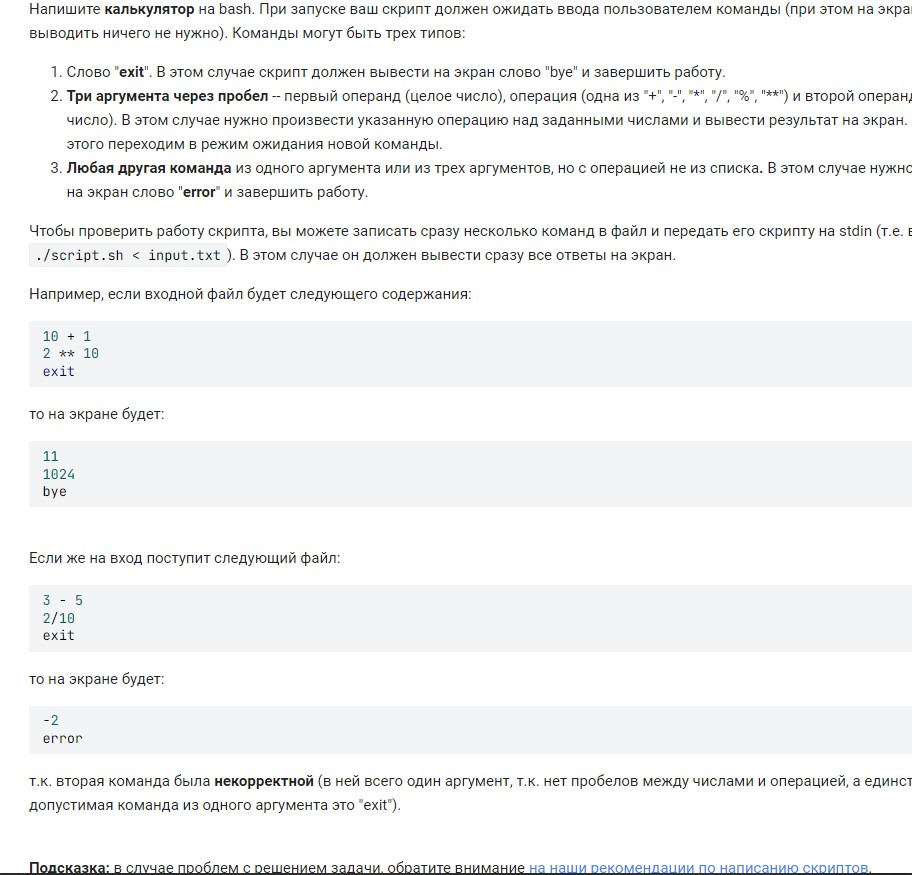 Напишите калькулятор на bash. При запуске ваш скрипт должен ожидать ввода пользователем команды (при этом на
выводить ничего не нужно). Команды могут быть трех типов:
1. Слово "exit". В этом случае скрипт должен вывести на экран слово "bye" и завершить работу.
2. Три аргумента через пробел -- первый операнд (целое число), операция (одна из "+", "-", "*", "/", "%", "**") и второй
число). В этом случае нужно произвести указанную операцию над заданными числами и вывести результат на экран.
этого переходим в режим ожидания новой команды.
3. Любая другая команда из одного аргумента или из трех аргументов, но с операцией не из списка. В этом случае
на экран слово "error" и завершить работу.
Чтобы проверить работу скрипта, вы можете записать сразу несколько команд в файл и передать его скрипту на stdin (т.е.
./script.sh < input.txt ). В этом случае он должен вывести сразу все ответы на экран.
Например, если входной файл будет следующего содержания:
10 + 1
2 ** 10
exit
то на экране будет:
11
1024
bye
Если же на вход поступит следующий файл:
3 - 5
2/10
exit
то на экране будет:
-2
error
т.к. вторая команда была некорректной (в ней всего один аргумент, т.к. нет пробелов между числами и операцией, а
допустимая команда из одного аргумента это "exit").
Подсказка: в случае проблем с решением задачи, обратите внимание на наши рекомендации по написанию скриптов.